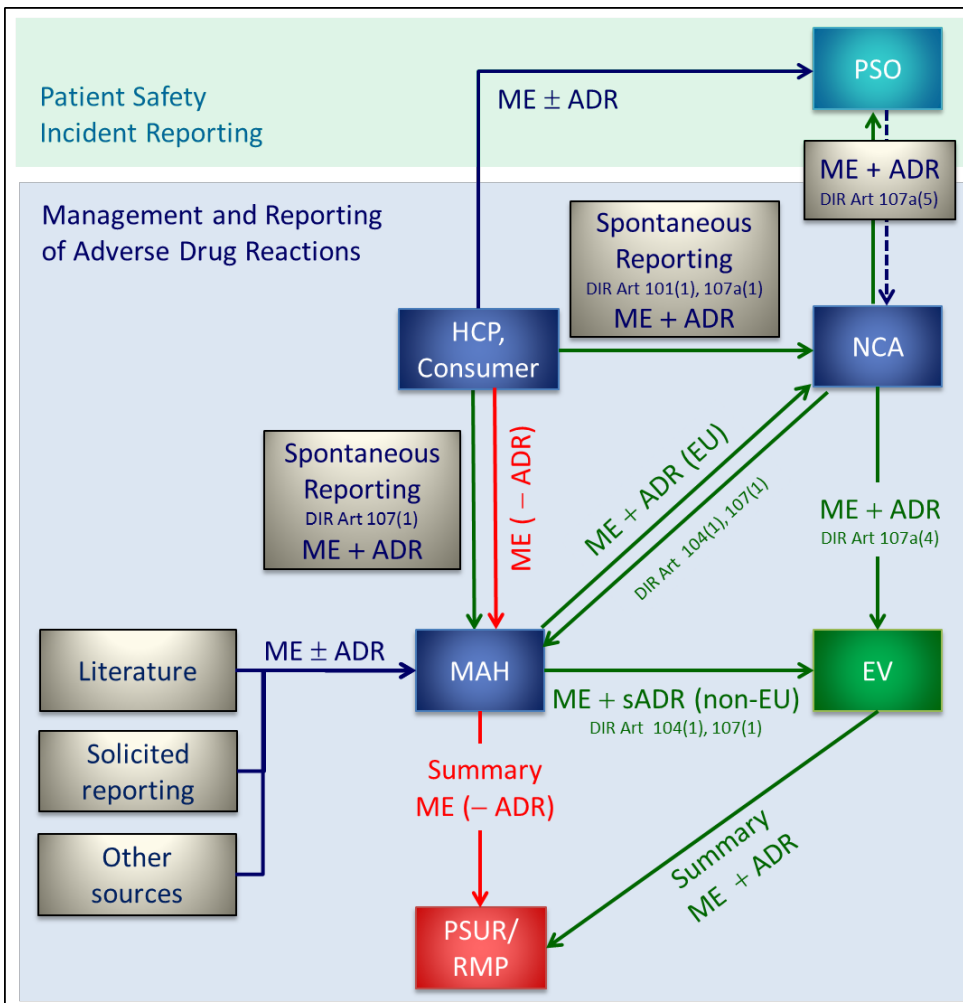 PSO
ME ± ADR
Patient Safety
Incident Reporting
ME + ADR
DIR Art 107a(5)
Management and Reporting
of Adverse Drug Reactions
Spontaneous
Reporting
DIR Art 101(1), 107a(1)
ME + ADR
HCP,
Consumer
NCA
Spontaneous
Reporting
DIR Art 107(1)
ME + ADR
ME ( – ADR)
ME + ADR (EU)
DIR Art 104(1), 107(1)
ME + ADR
DIR Art 107a(4)
Literature
ME ± ADR
MAH
EV
ME + sADR (non-EU)
DIR Art 104(1), 107(1)
Solicited
reporting
Summary
ME (– ADR)
Other
sources
Summary
ME + ADR
PSUR/
RMP